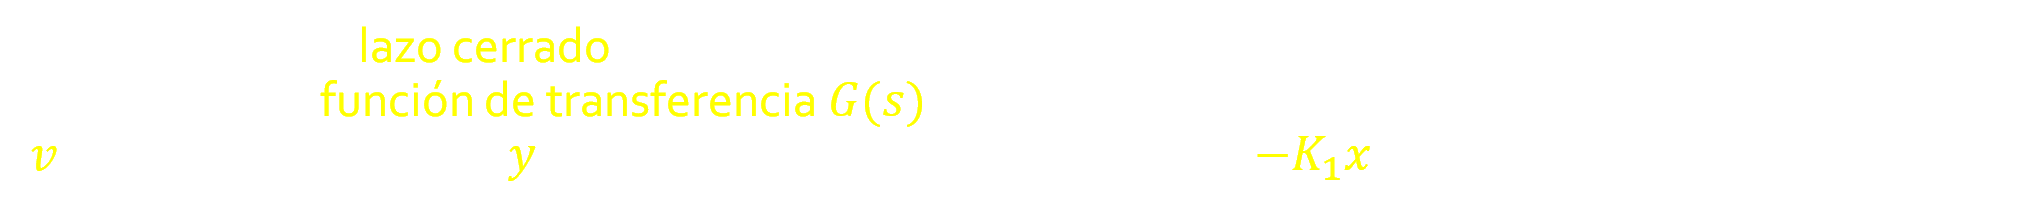 lazo cerrado
función de transferencia G(s)
v y −K₁x